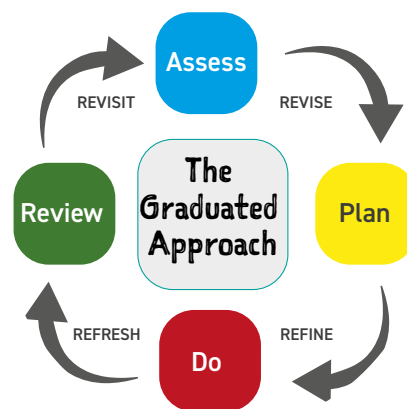 Assess
REVISIT
REVISE
The
Graduated
Approach
Review
Plan
REFRESH
REFINE
Do